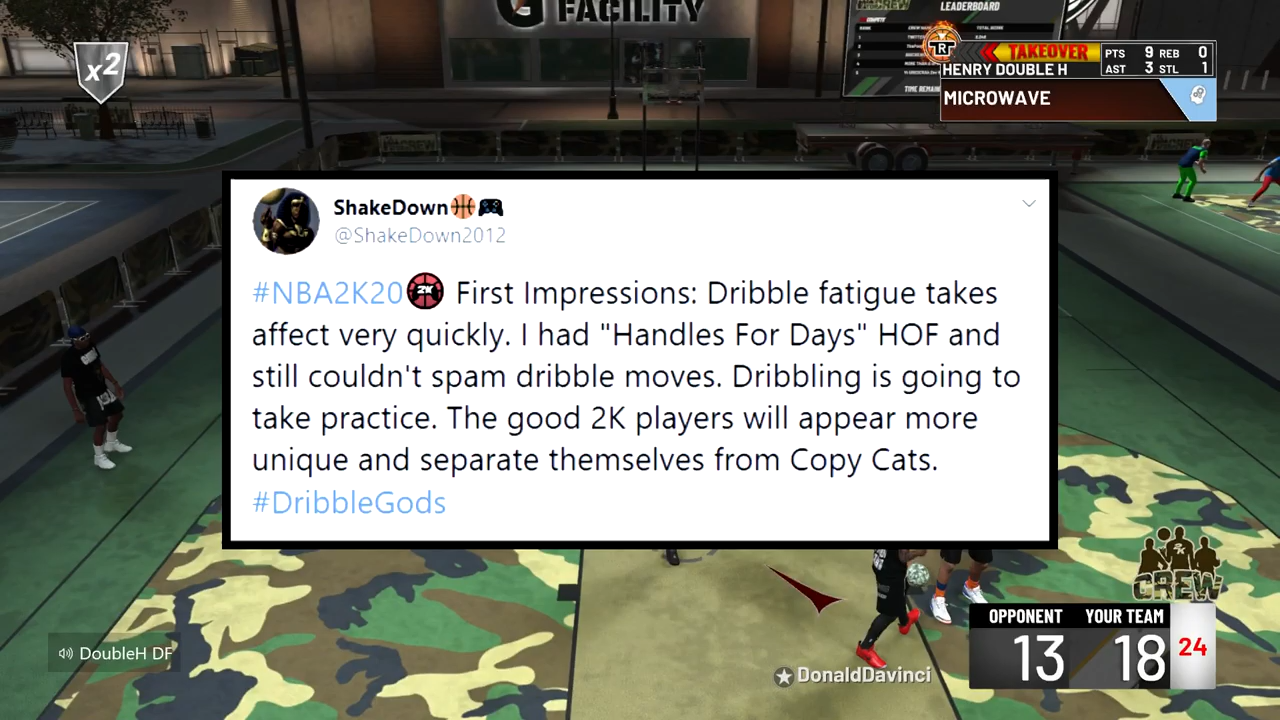 FACILITY
LEADERBOARD
x2
TAKEOVER
PTS 9 REB 0
HENRY DOUBLE H
AST 3 STL 1
MICROWAVE
ShakeDown
@ShakeDown2012
#NBA2K20 2K First Impressions: Dribble fatigue takes
affect very quickly. I had "Handles For Days" HOF and
still couldn't spam dribble moves. Dribbling is going to
take practice. The good 2K players will appear more
unique and separate themselves from Copy Cats.
#DribbleGods
CREW
OPPONENT YOUR TEAM
13 18 24
DoubleH DF
DonaldDavinci